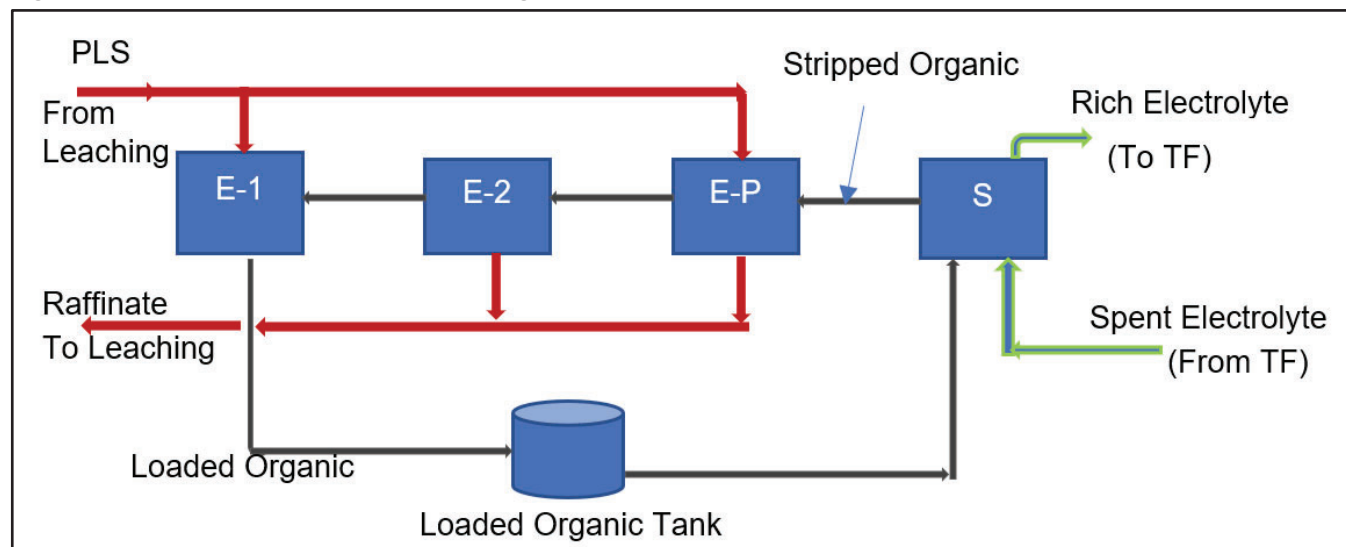 PLS
From
Leaching
Stripped Organic
Rich Electrolyte
(To TF)
E-1
E-2
E-P
S
Raffinate
To Leaching
Spent Electrolyte
(From TF)
Loaded Organic
Loaded Organic Tank